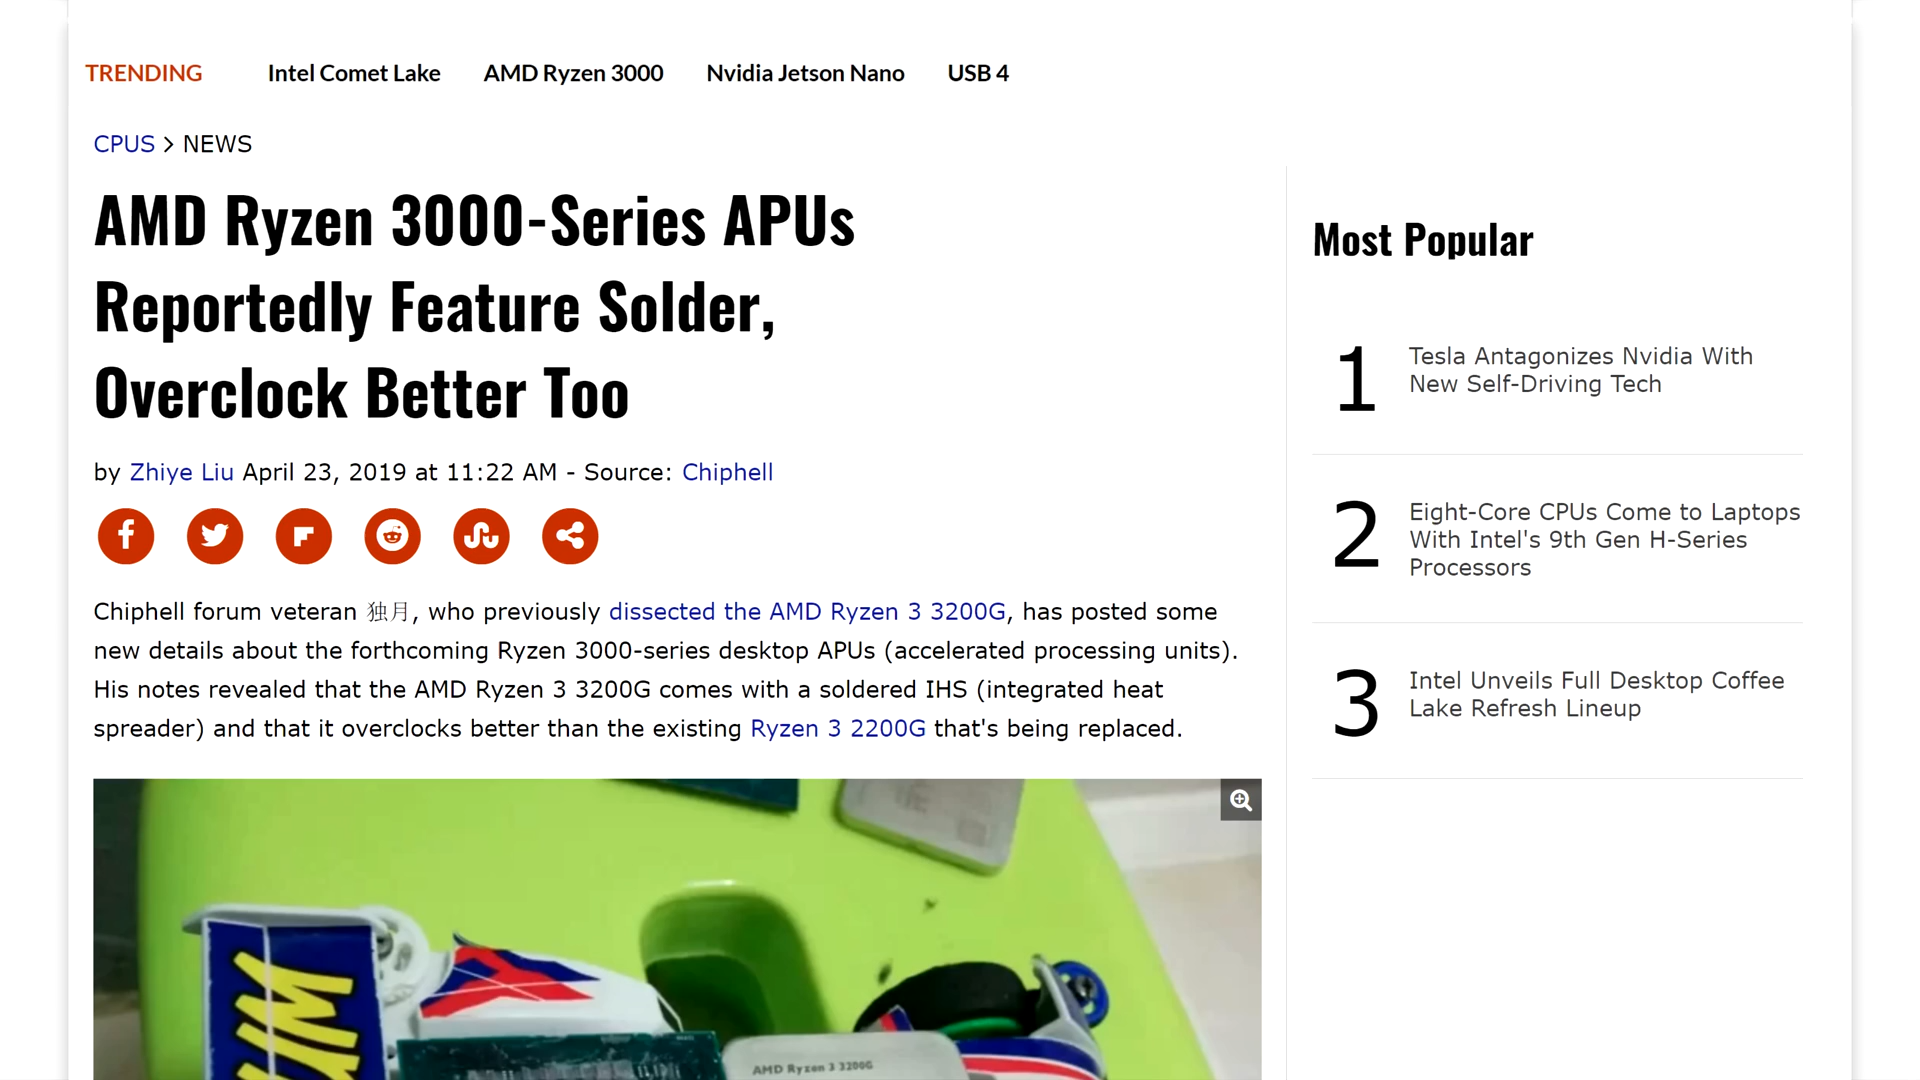 TRENDING Intel Comet Lake AMD Ryzen 3000 Nvidia Jetson Nano USB 4
CPUS > NEWS
AMD Ryzen 3000-Series APUs
Reportedly Feature Solder,
Overclock Better Too
by Zhiye Liu April 23, 2019 at 11:22 AM - Source: Chiphell
Chiphell forum veteran 独月, who previously dissected the AMD Ryzen 3 3200G, has posted some
new details about the forthcoming Ryzen 3000-series desktop APUs (accelerated processing units).
His notes revealed that the AMD Ryzen 3 3200G comes with a soldered IHS (integrated heat
spreader) and that it overclocks better than the existing Ryzen 3 2200G that's being replaced.
AMD Ryzen 3 3200G
Most Popular
1
Tesla Antagonizes Nvidia With
New Self-Driving Tech
2
Eight-Core CPUs Come to Laptops
With Intel's 9th Gen H-Series
Processors
3
Intel Unveils Full Desktop Coffee
Lake Refresh Lineup